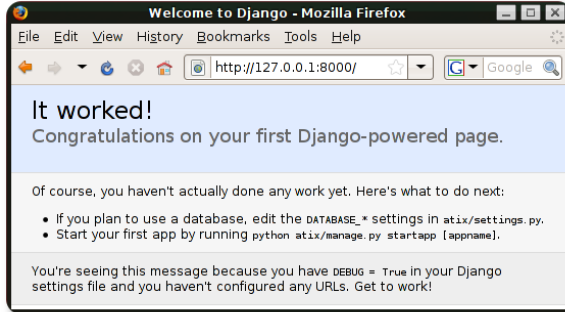 Welcome to Django - Mozilla Firefox
File Edit View History Bookmarks Tools Help
http://127.0.0.1:8000/ G Google
It worked!
Congratulations on your first Django-powered page.
Of course, you haven't actually done any work yet. Here's what to do next:
• If you plan to use a database, edit the DATABASE_* settings in atix/settings.py.
• Start your first app by running python atix/manage.py startapp [appname].
You're seeing this message because you have DEBUG = True in your Django
settings file and you haven't configured any URLs. Get to work!